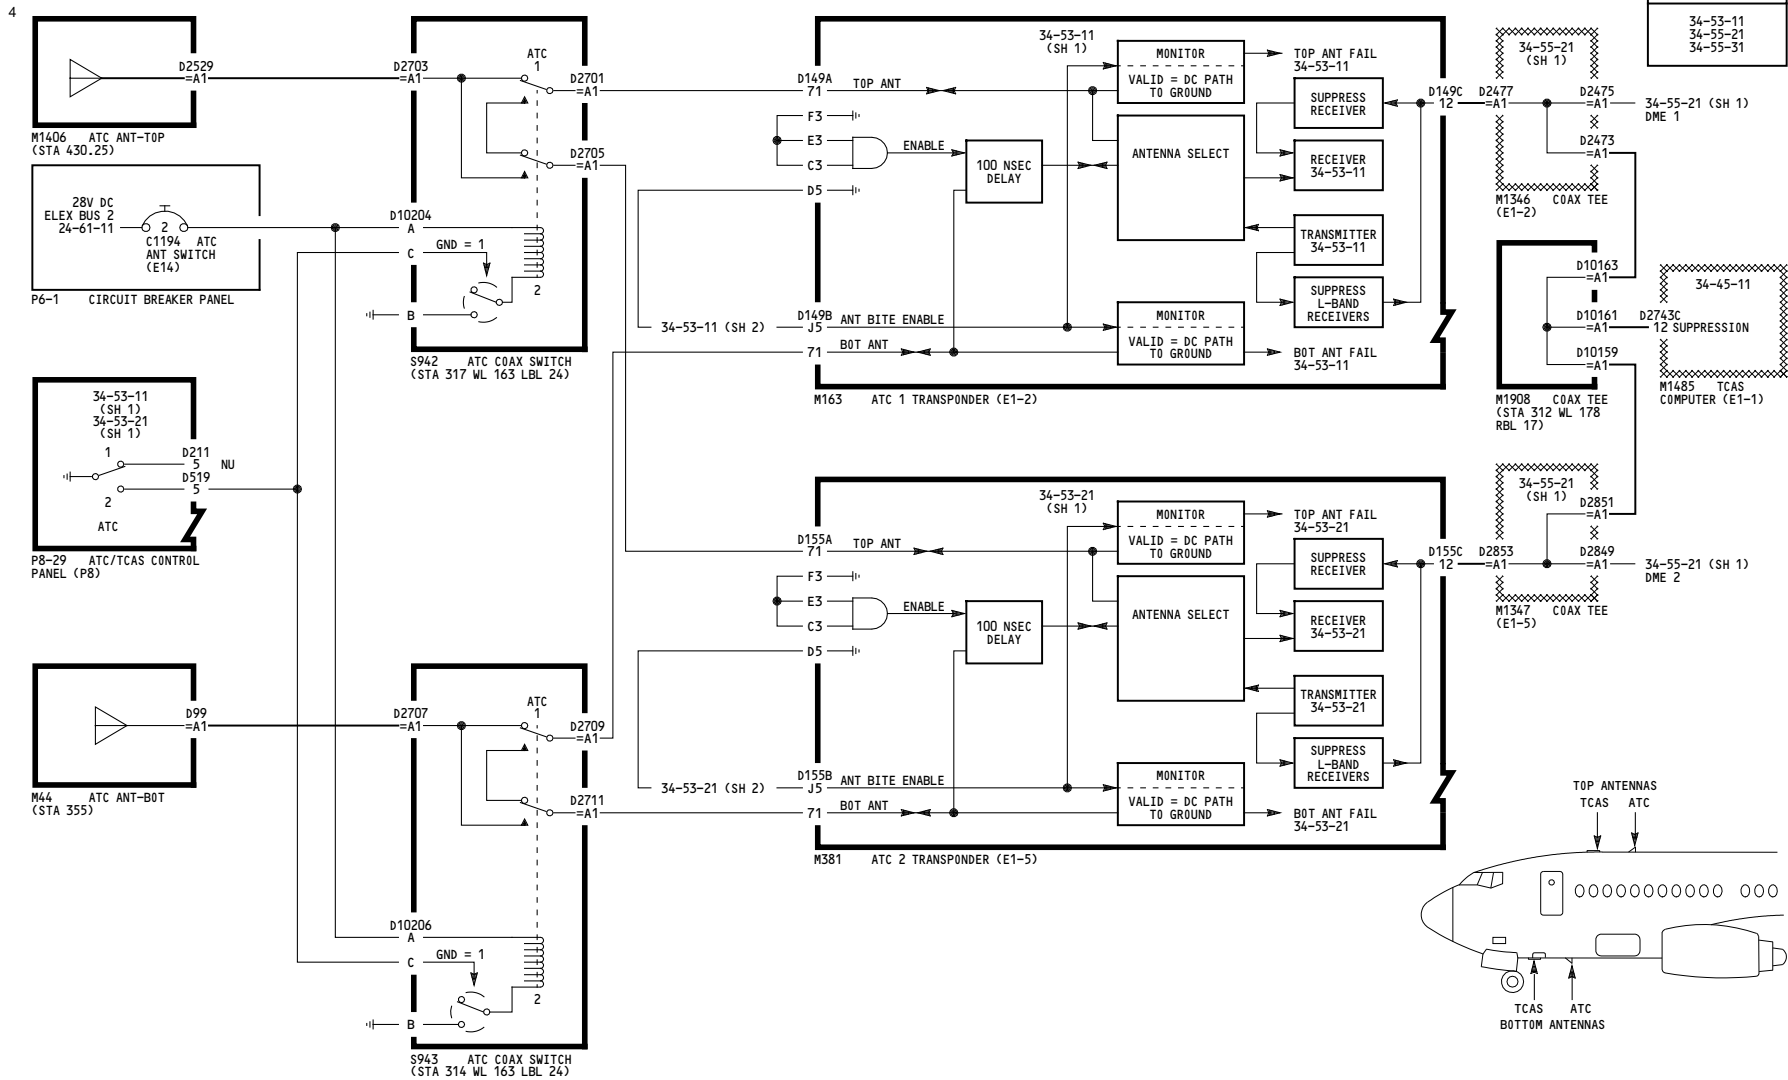 4
34-53-11
34-55-21
34-55-31
D2529
=A1
M1406 ATC ANT-TOP
(STA 430.25)
28V DC
ELEX BUS 2
24-61-11
2
C1194 ATC
ANT SWITCH
(E14)
P6-1 CIRCUIT BREAKER PANEL
34-53-11
(SH 1)
34-53-21
(SH 1)
1
2
ATC
D211
5
NU
D519
5
P8-29 ATC/TCAS CONTROL
PANEL (P8)
D99
=A1
M44 ATC ANT-BOT
(STA 355)
D2703
=A1
ATC
1
D2701
=A1
D2705
=A1
D10204
A
C
GND = 1
2
B
S942 ATC COAX SWITCH
(STA 317 WL 163 LBL 24)
D2707
=A1
ATC
1
D2709
=A1
D2711
=A1
D10206
A
C
GND = 1
2
B
S943 ATC COAX SWITCH
(STA 314 WL 163 LBL 24)
34-53-11
(SH 1)
D149A
71
TOP ANT
F3
E3
C3
ENABLE
D5
100 NSEC
DELAY
MONITOR
VALID = DC PATH
TO GROUND
TOP ANT FAIL
34-53-11
ANTENNA SELECT
SUPPRESS
RECEIVER
RECEIVER
34-53-11
TRANSMITTER
34-53-11
SUPPRESS
L-BAND
RECEIVERS
34-53-11 (SH 2)
D149B
J5
ANT BITE ENABLE
71
BOT ANT
MONITOR
VALID = DC PATH
TO GROUND
BOT ANT FAIL
34-53-11
D149C
12
M163 ATC 1 TRANSPONDER (E1-2)
34-53-21
(SH 1)
D155A
71
TOP ANT
F3
E3
C3
ENABLE
D5
100 NSEC
DELAY
MONITOR
VALID = DC PATH
TO GROUND
TOP ANT FAIL
34-53-21
ANTENNA SELECT
SUPPRESS
RECEIVER
RECEIVER
34-53-21
TRANSMITTER
34-53-21
SUPPRESS
L-BAND
RECEIVERS
34-53-21 (SH 2)
D155B
J5
ANT BITE ENABLE
71
BOT ANT
MONITOR
VALID = DC PATH
TO GROUND
BOT ANT FAIL
34-53-21
D155C
12
M381 ATC 2 TRANSPONDER (E1-5)
34-55-21
(SH 1)
D2477
=A1
D2475
=A1
34-55-21 (SH 1)
DME 1
D2473
=A1
M1346 COAX TEE
(E1-2)
D10163
=A1
D10161
=A1
D10159
=A1
M1908 COAX TEE
(STA 312 WL 178
RBL 17)
34-45-11
D2743C
12 SUPPRESSION
M1485 TCAS
COMPUTER (E1-1)
34-55-21
(SH 1)
D2851
=A1
D2853
=A1
D2849
=A1
34-55-21 (SH 1)
DME 2
M1347 COAX TEE
(E1-5)
TOP ANTENNAS
TCAS ATC
TCAS ATC
BOTTOM ANTENNAS